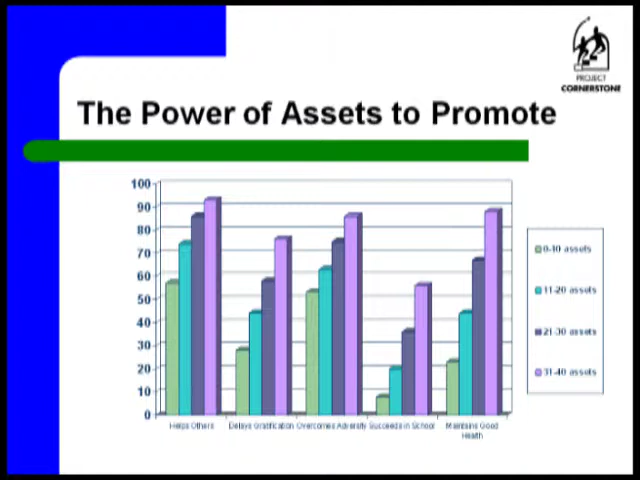 PROJECT
CORNERSTONE
The Power of Assets to Promote
100
90
80
70
60
50
40
30
20
10
0
0-10 assets
11-20 assets
21-30 assets
31-40 assets
Helps Others
Delays Gratification
Overcomes Adversity
Succeeds in School
Maintains Good
Health